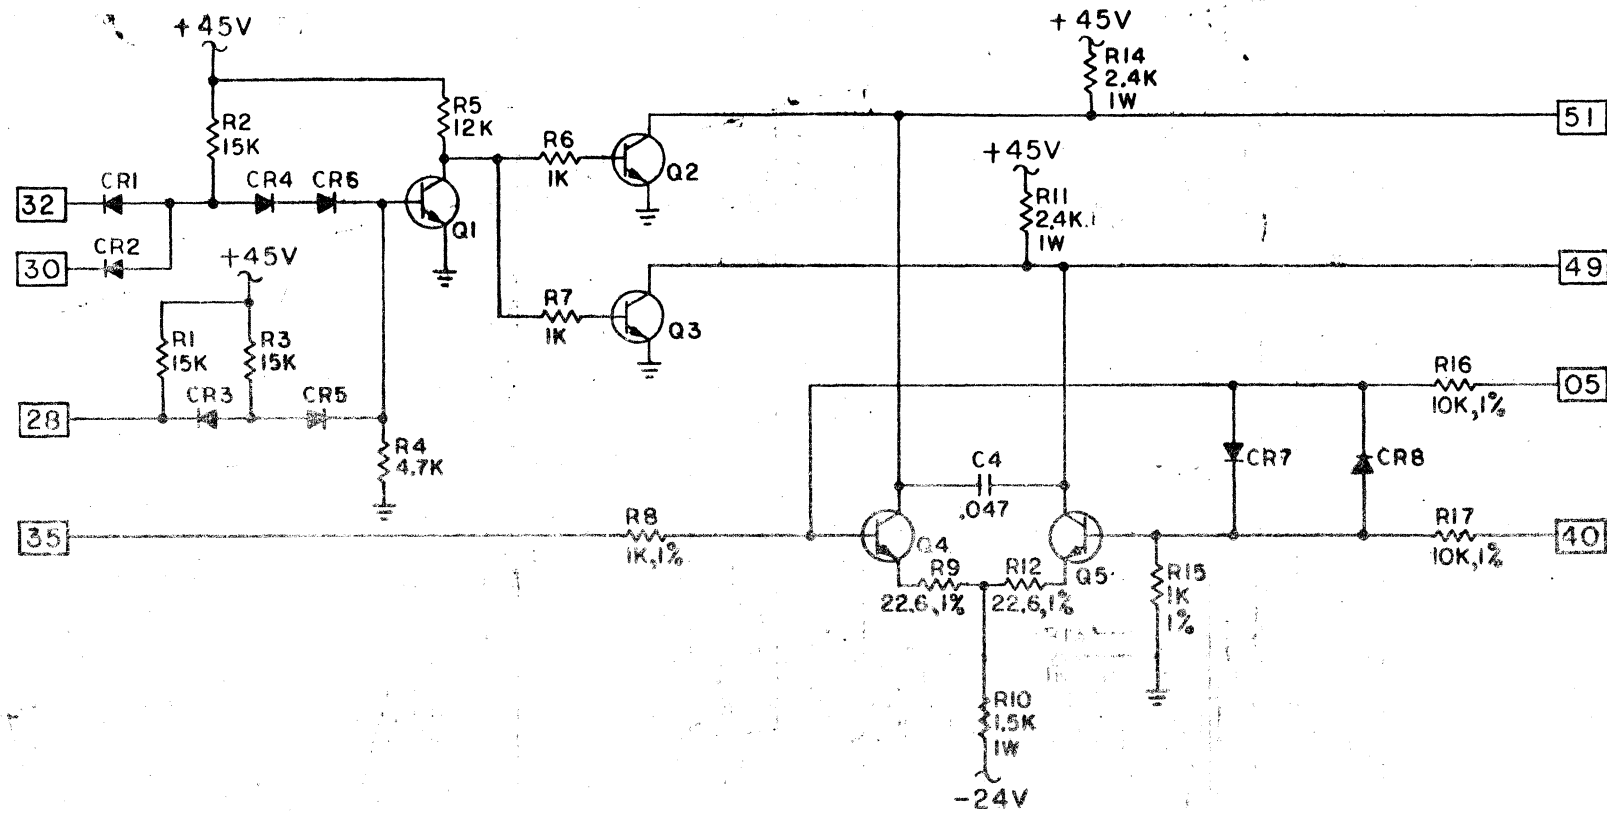 +45V
+45V
R14
2.4K
1W
R5
12K
R2
15K
51
R6
1K
Q2
+45V
CR1
CR4
CR6
R11
2.4K
1W
32
Q1
CR2
+45V
30
49
R7
1K
Q3
R1
15K
R3
15K
R16
10K,1%
05
CR3
CR5
28
R4
4.7K
C4
.047
CR7
CR8
R8
1K,1%
35
Q4
Q5
R17
10K,1%
40
R9
22.6,1%
R12
22.6,1%
R15
1K
1%
R10
1.5K
1W
-24V